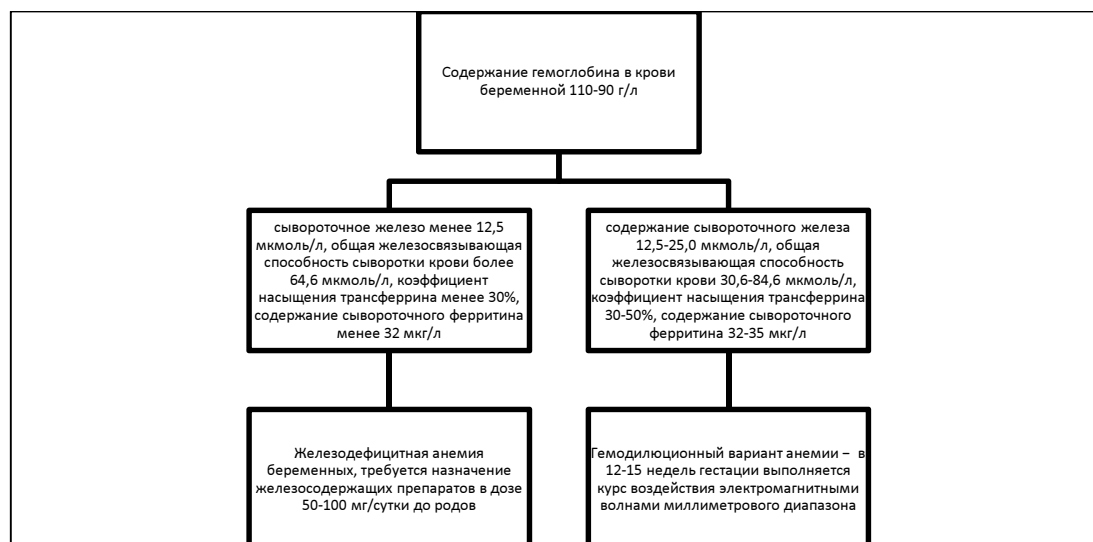 Содержание гемоглобина в крови
беременной 110-90 г/л
сывороточное железо менее 12,5
мкмоль/л, общая железосвязывающая
способность сыворотки крови более
64,6 мкмоль/л, коэффициент
насыщения трансферрина менее 30%,
содержание сывороточного ферритина
менее 32 мкг/л
содержание сывороточного железа
12,5-25,0 мкмоль/л, общая
железосвязывающая способность
сыворотки крови 30,6-84,6 мкмоль/л,
коэффициент насыщения трансферрина
30-50%, содержание сывороточного
ферритина 32-35 мкг/л
Железодефицитная анемия
беременных, требуется назначение
железосодержащих препаратов в дозе
50-100 мг/сутки до родов
Гемодилюционный вариант анемии – в
12-15 недель гестации выполняется
курс воздействия электромагнитными
волнами миллиметрового диапазона